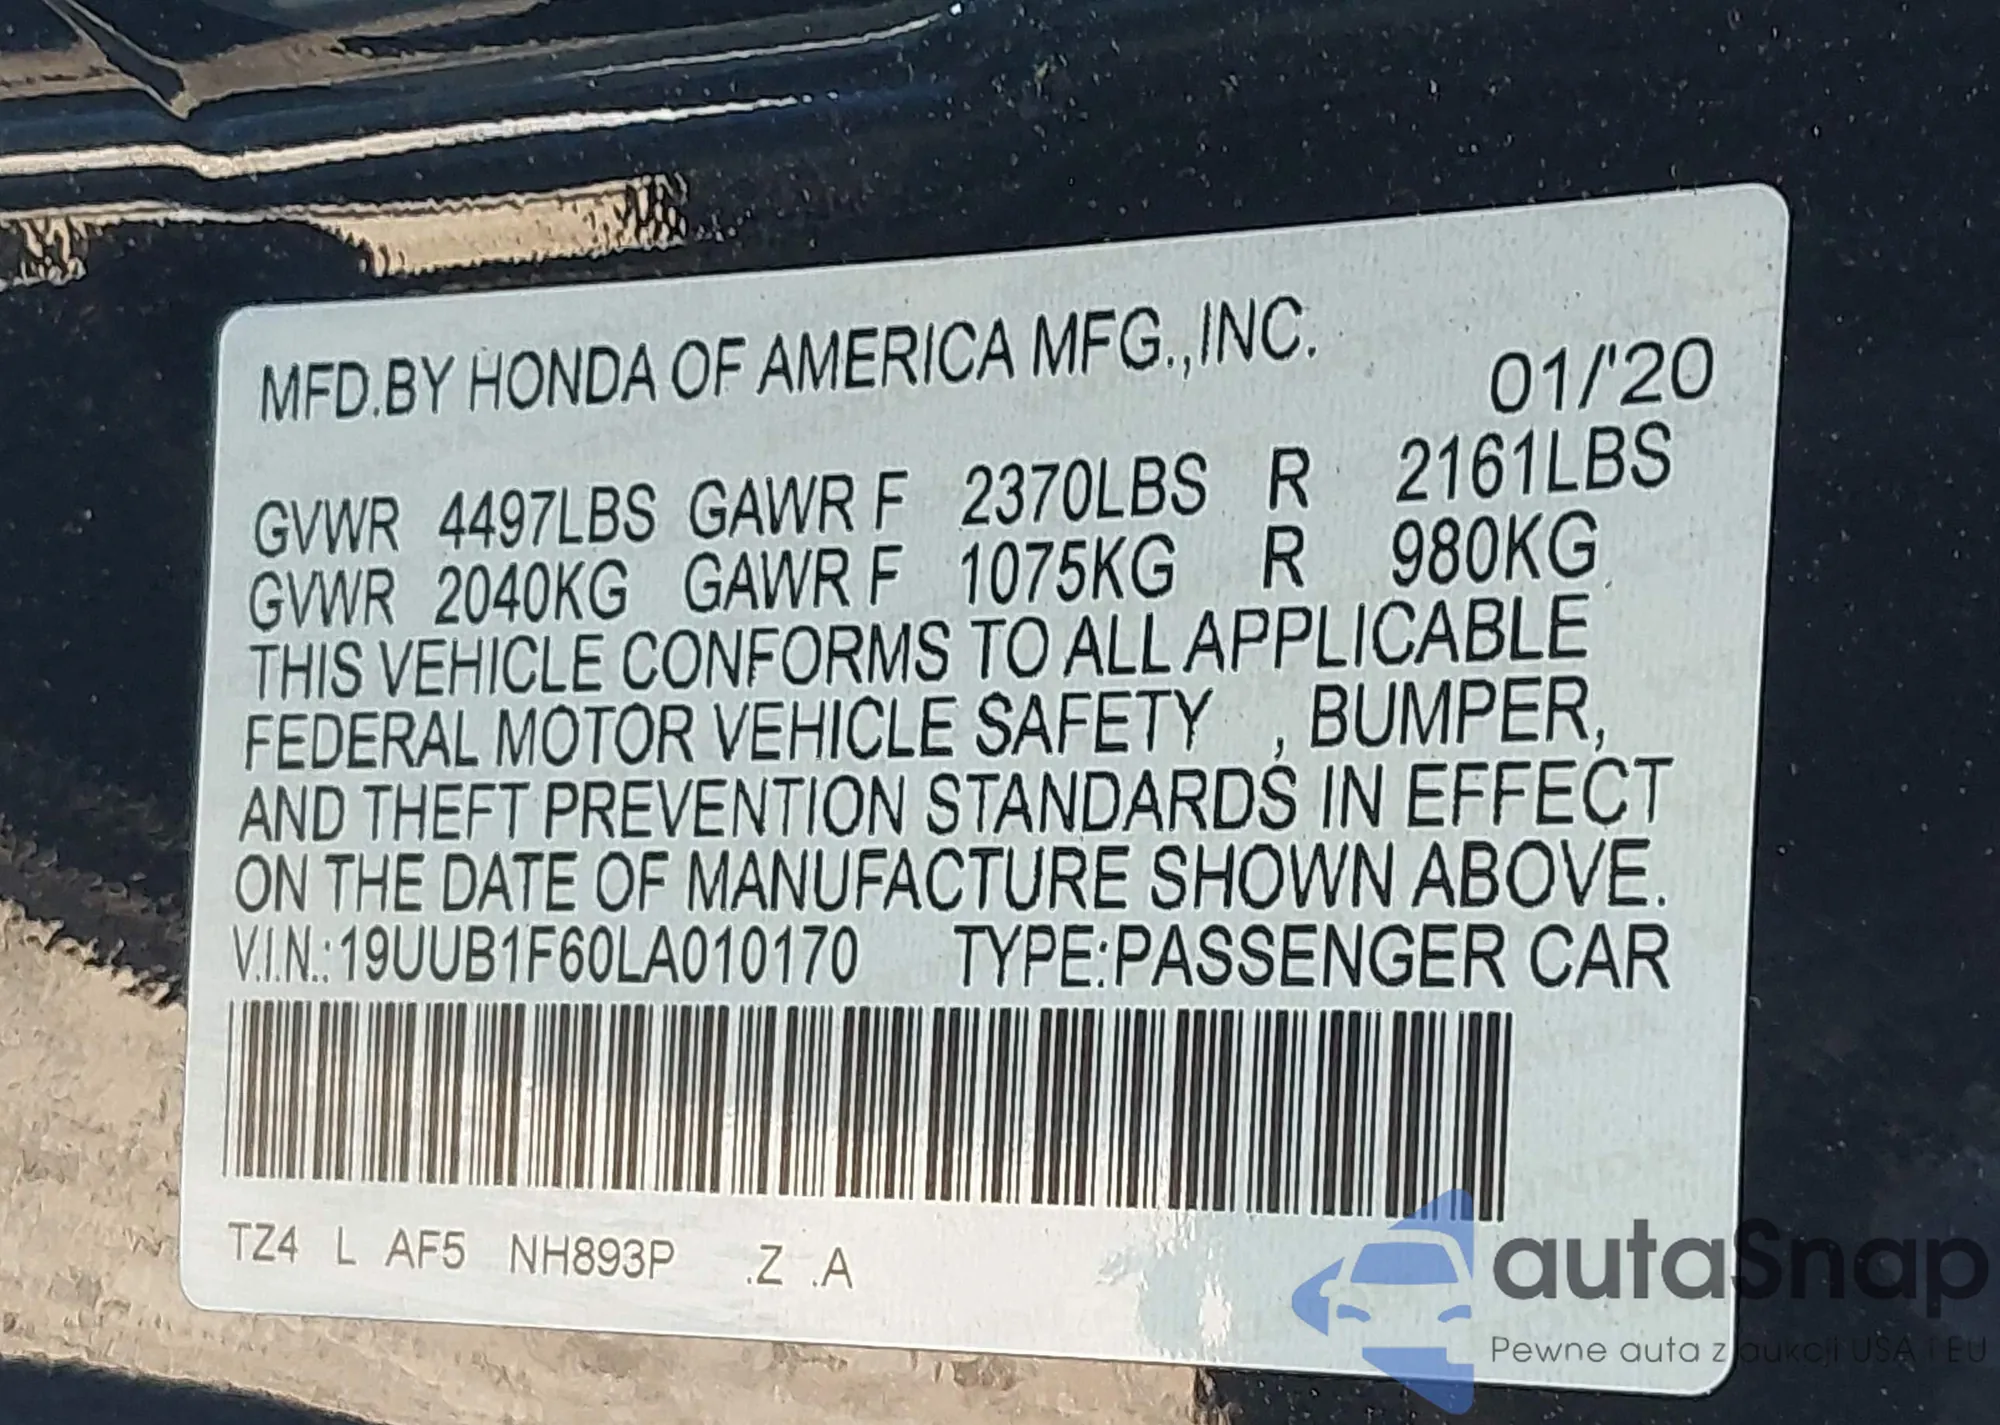 MFD.BY HONDA OF AMERICA MFG.,INC.
01/'20
GVWR 4497LBS GAWR F 2370LBS R 2161LBS
GVWR 2040KG GAWR F 1075KG R 980KG
THIS VEHICLE CONFORMS TO ALL APPLICABLE
FEDERAL MOTOR VEHICLE SAFETY , BUMPER,
AND THEFT PREVENTION STANDARDS IN EFFECT
ON THE DATE OF MANUFACTURE SHOWN ABOVE.
V.I.N.:19UUB1F60LA010170 TYPE:PASSENGER CAR
TZ4 L AF5 NH893P .Z .A
autaSnap
Pewne auta z aukcji USA i EU